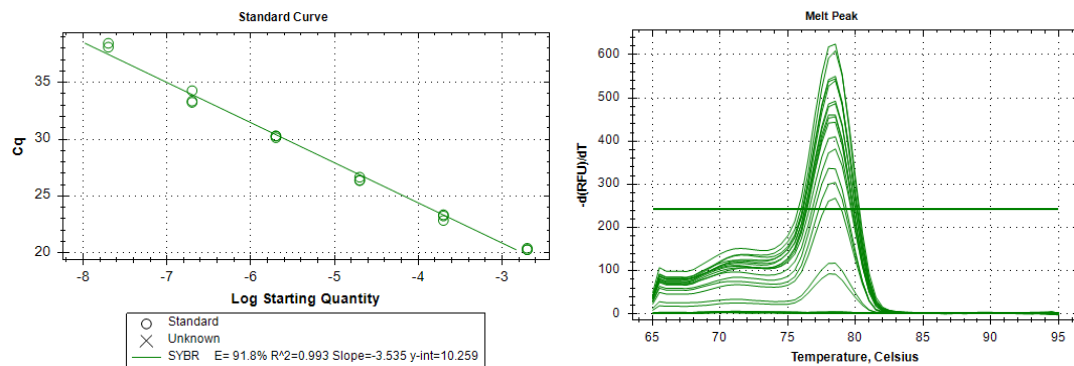 Standard Curve
Cq
35
30
25
20
-8 -7 -6 -5 -4 -3
Log Starting Quantity
Standard
Unknown
SYBR E= 91.8% R^2=0.993 Slope=-3.535 y-int=10.259
Melt Peak
-d(RFU)/dT
600
500
400
300
200
100
0
65 70 75 80 85 90 95
Temperature, Celsius